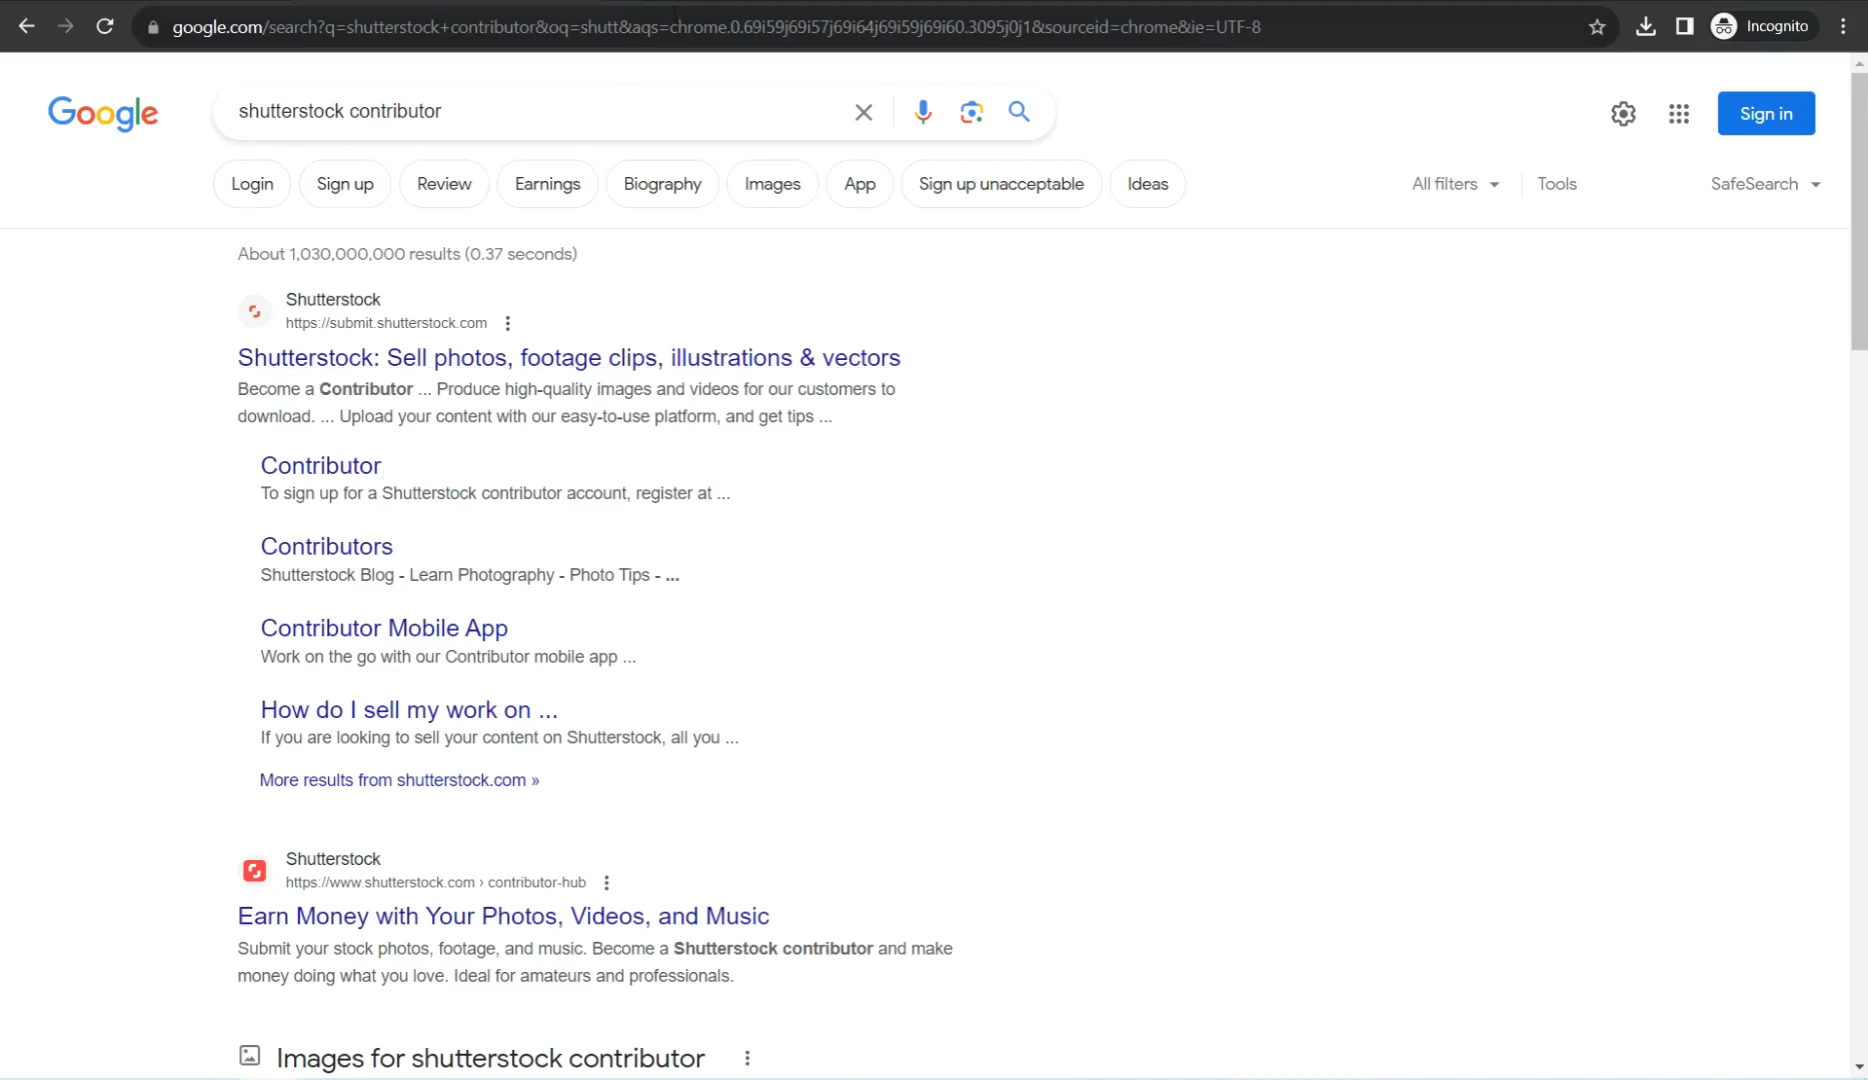 google.com/search?q=shutterstock+contributor&oq=shutt&aqs=chrome.0.69i59j69i57j69i64j69i59j69i60.3095j0j1&sourceid=chrome&ie=UTF-8
Incognito
Google
shutterstock contributor
Sign in
Login
Sign up
Review
Earnings
Biography
Images
App
Sign up unacceptable
Ideas
All filters
Tools
SafeSearch
About 1,030,000,000 results (0.37 seconds)
Shutterstock
https://submit.shutterstock.com
Shutterstock: Sell photos, footage clips, illustrations & vectors
Become a Contributor ... Produce high-quality images and videos for our customers to
download. ... Upload your content with our easy-to-use platform, and get tips ...
Contributor
To sign up for a Shutterstock contributor account, register at ...
Contributors
Shutterstock Blog - Learn Photography - Photo Tips - ...
Contributor Mobile App
Work on the go with our Contributor mobile app ...
How do I sell my work on ...
If you are looking to sell your content on Shutterstock, all you ...
More results from shutterstock.com »
Shutterstock
https://www.shutterstock.com › contributor-hub
Earn Money with Your Photos, Videos, and Music
Submit your stock photos, footage, and music. Become a Shutterstock contributor and make
money doing what you love. Ideal for amateurs and professionals.
Images for shutterstock contributor